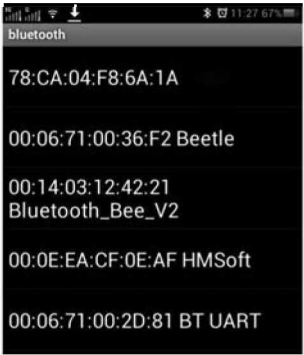 11:27 67%
bluetooth
78:CA:04:F8:6A:1A
00:06:71:00:36:F2 Beetle
00:14:03:12:42:21
Bluetooth_Bee_V2
00:0E:EA:CF:0E:AF HMSoft
00:06:71:00:2D:81 BT UART